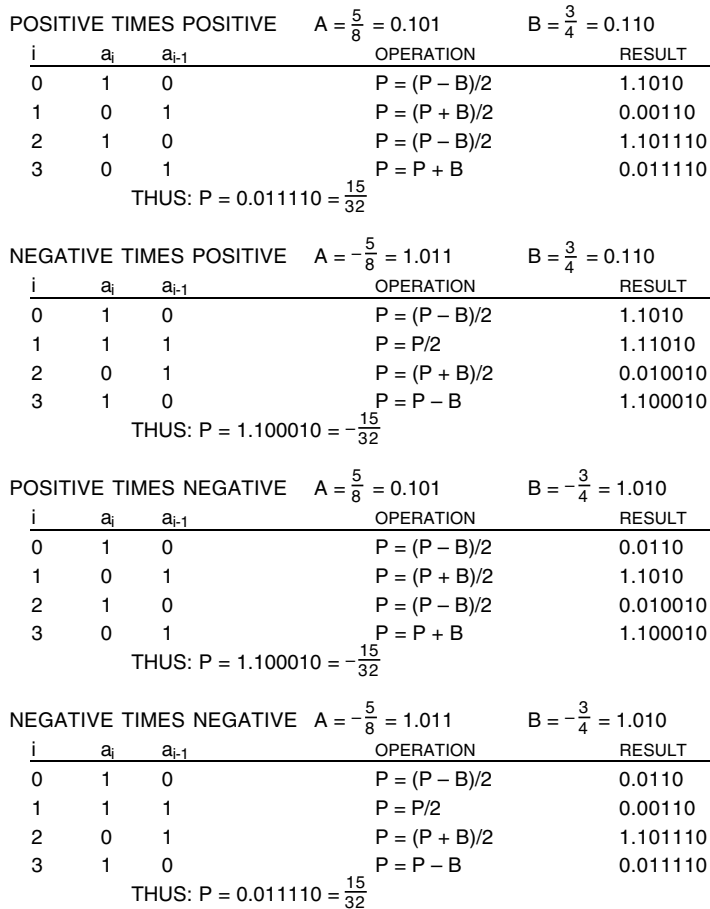 POSITIVE TIMES POSITIVE A = 5/8 = 0.101 B = 3/4 = 0.110
i aᵢ aᵢ₋₁ OPERATION RESULT
0 1 0 P = (P – B)/2 1.1010
1 0 1 P = (P + B)/2 0.00110
2 1 0 P = (P – B)/2 1.101110
3 0 1 P = P + B 0.011110
THUS: P = 0.011110 = 15/32
NEGATIVE TIMES POSITIVE A = –5/8 = 1.011 B = 3/4 = 0.110
i aᵢ aᵢ₋₁ OPERATION RESULT
0 1 0 P = (P – B)/2 1.1010
1 1 1 P = P/2 1.11010
2 0 1 P = (P + B)/2 0.010010
3 1 0 P = P – B 1.100010
THUS: P = 1.100010 = –15/32
POSITIVE TIMES NEGATIVE A = 5/8 = 0.101 B = –3/4 = 1.010
i aᵢ aᵢ₋₁ OPERATION RESULT
0 1 0 P = (P – B)/2 0.0110
1 0 1 P = (P + B)/2 1.1010
2 1 0 P = (P – B)/2 0.010010
3 0 1 P = P + B 1.100010
THUS: P = 1.100010 = –15/32
NEGATIVE TIMES NEGATIVE A = –5/8 = 1.011 B = –3/4 = 1.010
i aᵢ aᵢ₋₁ OPERATION RESULT
0 1 0 P = (P – B)/2 0.0110
1 1 1 P = P/2 0.00110
2 0 1 P = (P + B)/2 1.101110
3 1 0 P = P – B 0.011110
THUS: P = 0.011110 = 15/32